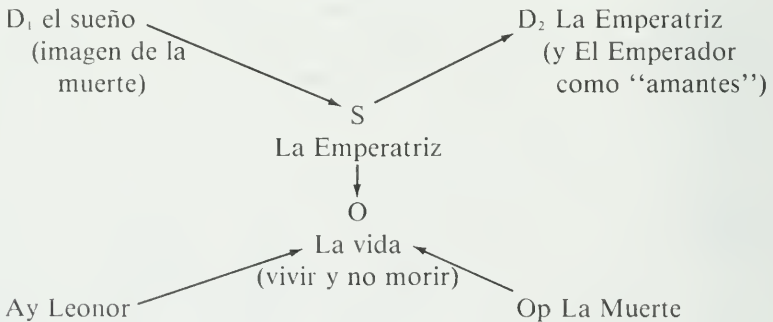 D₁ el sueño
(imagen de la
muerte)
D₂ La Emperatriz
(y El Emperador
como “amantes”)
S
La Emperatriz
O
La vida
(vivir y no morir)
Ay Leonor
Op La Muerte